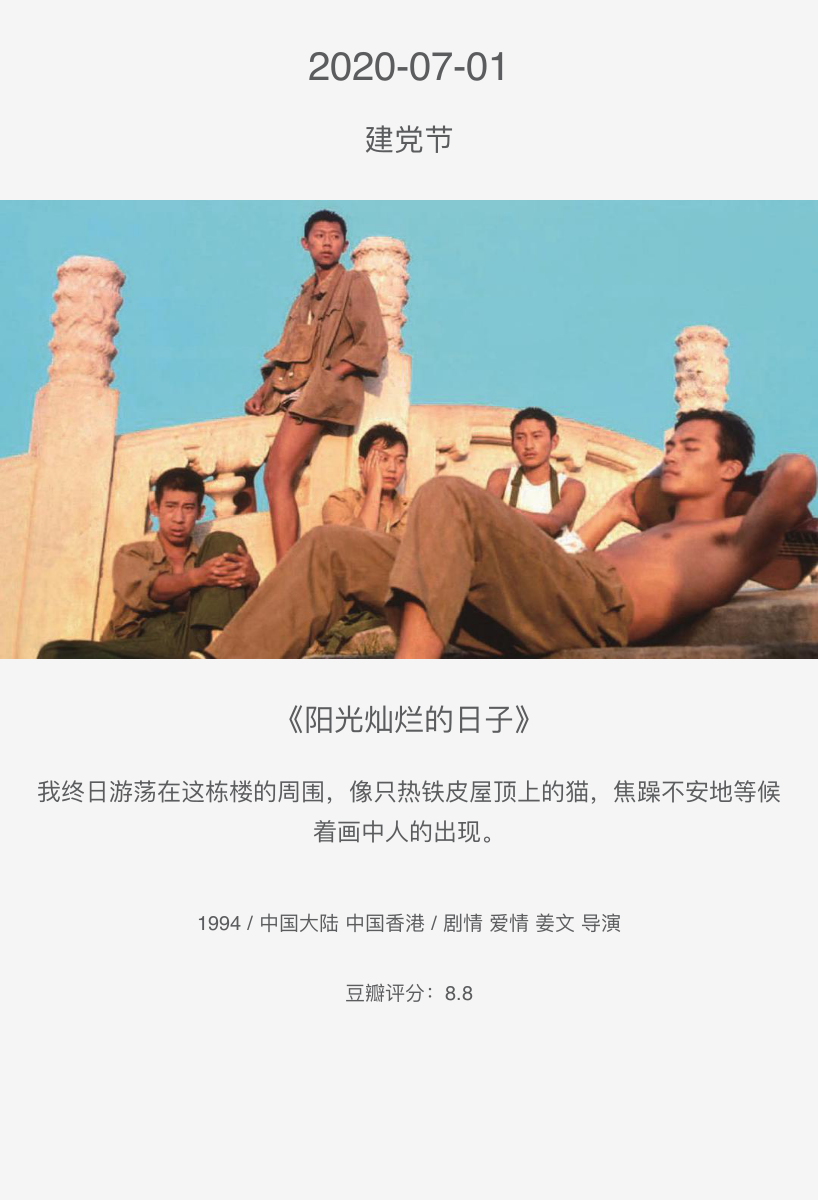 2020-07-01
建党节
《阳光灿烂的日子》
我终日游荡在这栋楼的周围，像只热铁皮屋顶上的猫，焦躁不安地等候
着画中人的出现。
1994 / 中国大陆 中国香港 / 剧情 爱情 姜文 导演
豆瓣评分：8.8